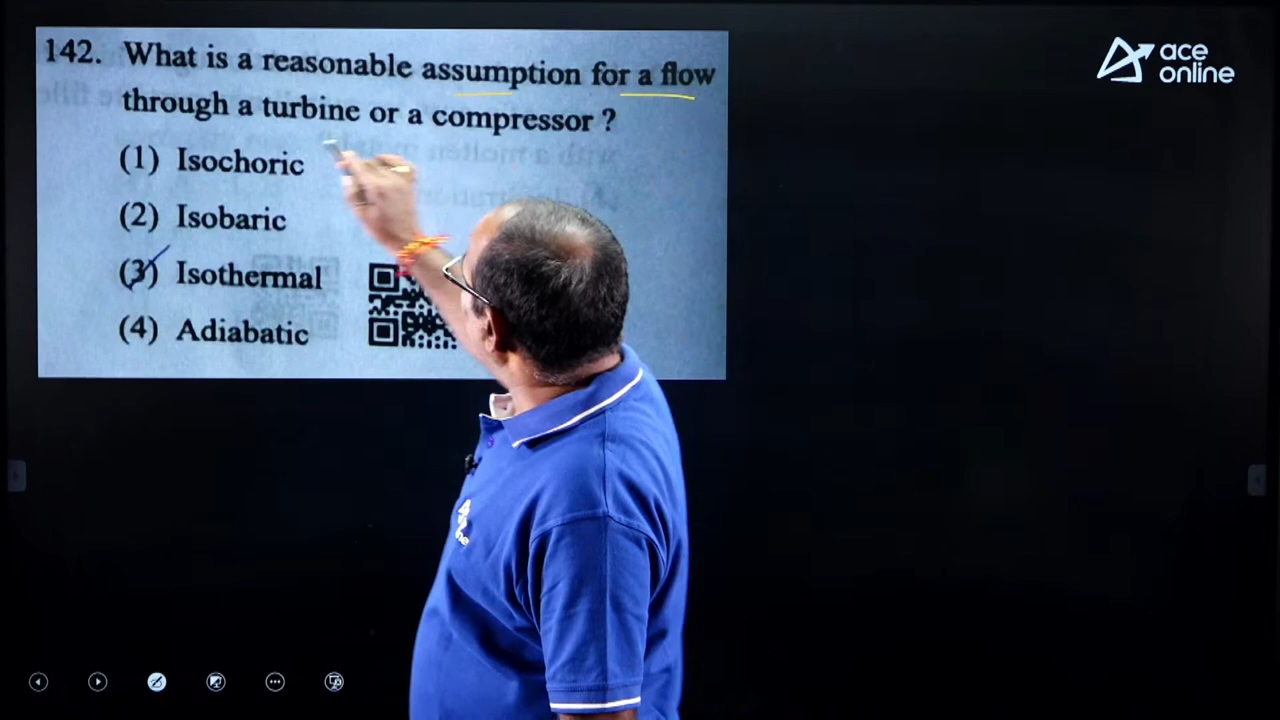 142. What is a reasonable assumption for a flow
through a turbine or a compressor ?
(1) Isochoric
(2) Isobaric
(3) Isothermal
(4) Adiabatic
ace
online